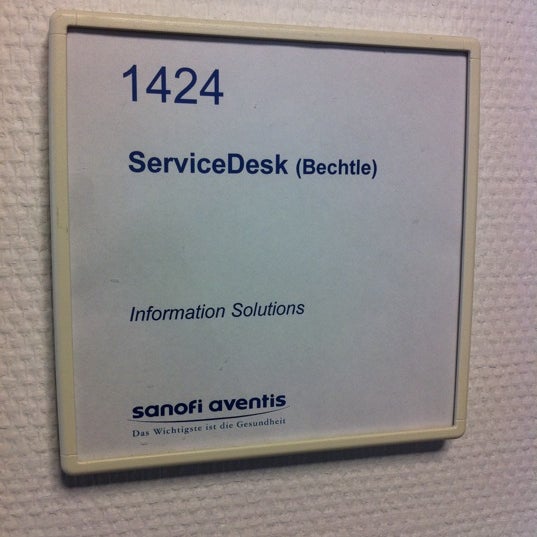 1424
ServiceDesk (Bechtle)
Information Solutions
sanofi aventis
Das Wichtigste ist die Gesundheit